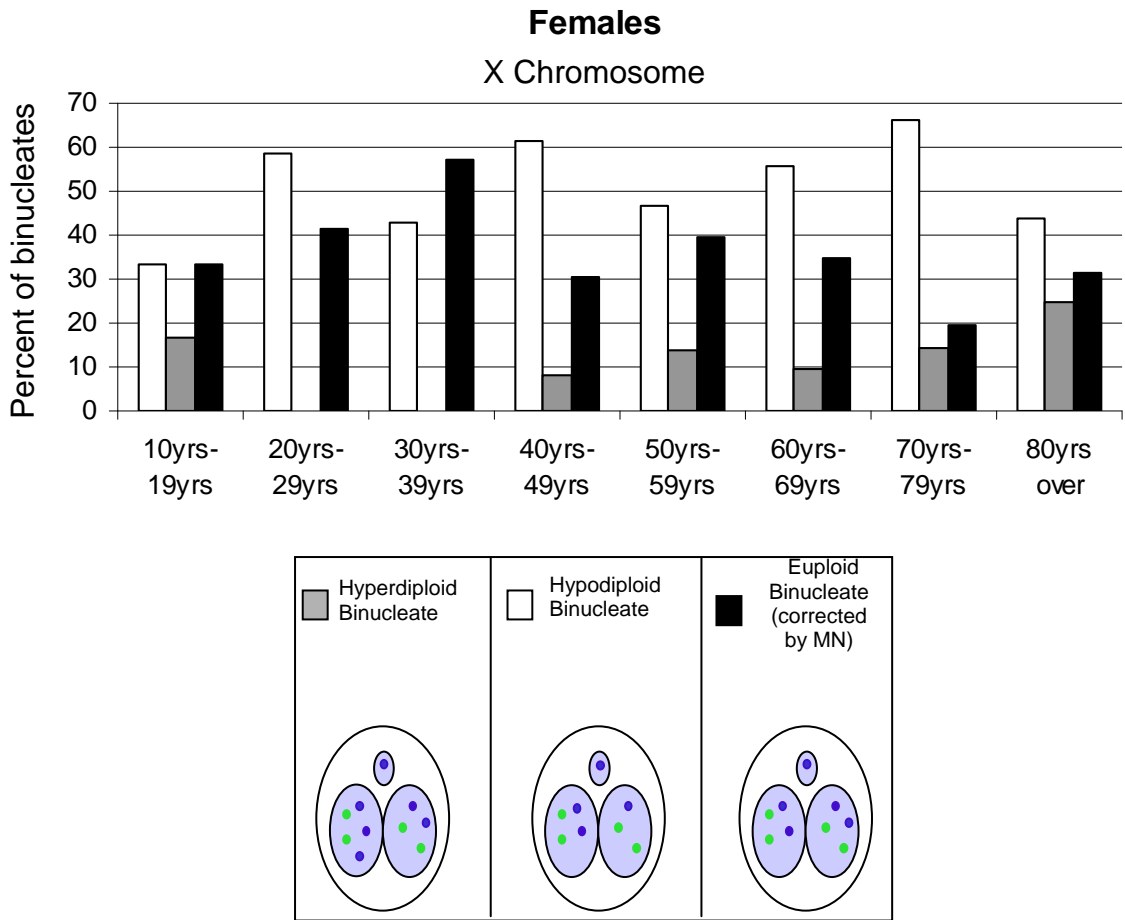 Females
X Chromosome
Percent of binucleates
70
60
50
40
30
20
10
0
10yrs-
19yrs
20yrs-
29yrs
30yrs-
39yrs
40yrs-
49yrs
50yrs-
59yrs
60yrs-
69yrs
70yrs-
79yrs
80yrs
over
Hyperdiploid
Binucleate
Hypodiploid
Binucleate
Euploid
Binucleate
(corrected
by MN)